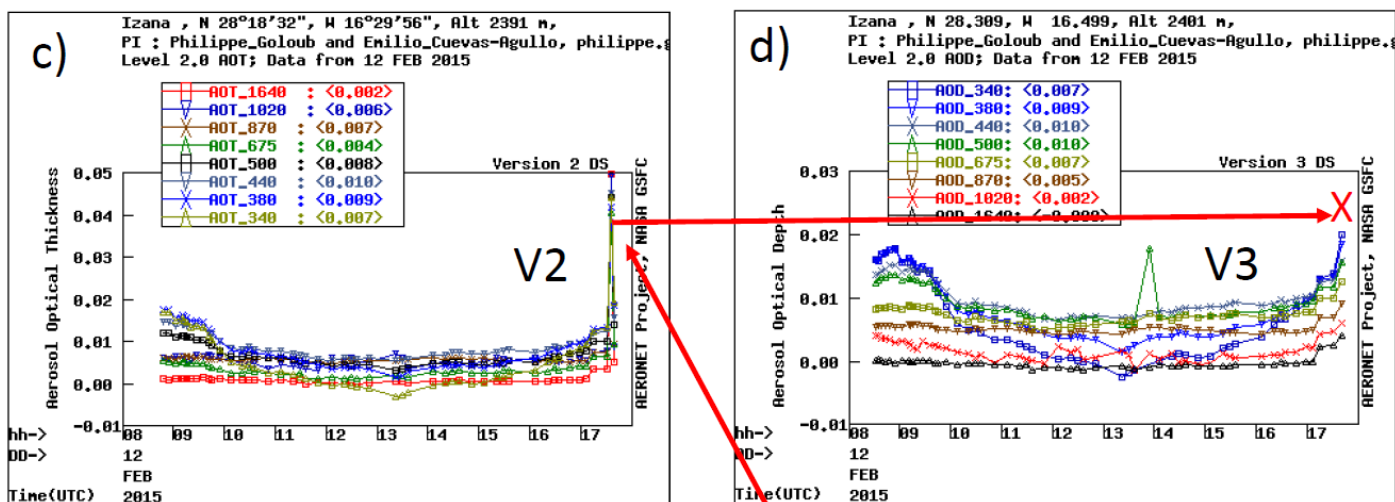 c)
Izana , N 28°18'32", W 16°29'56", Alt 2391 m,
PI : Philippe_Goloub and Emilio_Cuevas-Agullo, philippe.g
Level 2.0 AOT; Data from 12 FEB 2015
AOT_1640 : <0.002>
AOT_1020 : <0.006>
AOT_870 : <0.007>
AOT_675 : <0.004>
AOT_500 : <0.008>
AOT_440 : <0.010>
AOT_380 : <0.009>
AOT_340 : <0.007>
Version 2 DS
Aerosol Optical Thickness
0.05
0.04
0.03
0.02
0.01
0.00
-0.01
V2
AERONET Project, NASA GSFC
hh-> 08 09 10 11 12 13 14 15 16 17
DD-> 12
FEB
Time(UTC) 2015
d)
Izana , N 28.309, W 16.499, Alt 2401 m,
PI : Philippe_Goloub and Emilio_Cuevas-Agullo, philippe.g
Level 2.0 AOD; Data from 12 FEB 2015
AOD_340: <0.007>
AOD_380: <0.009>
AOD_440: <0.010>
AOD_500: <0.010>
AOD_675: <0.007>
AOD_870: <0.005>
AOD_1020: <0.002>
AOD_1640:
Version 3 DS
Aerosol Optical Depth
0.03
0.02
0.01
0.00
-0.01
X
V3
AERONET Project, NASA GSFC
hh-> 08 09 10 11 12 13 14 15 16 17
DD-> 12
FEB
Time(UTC) 2015